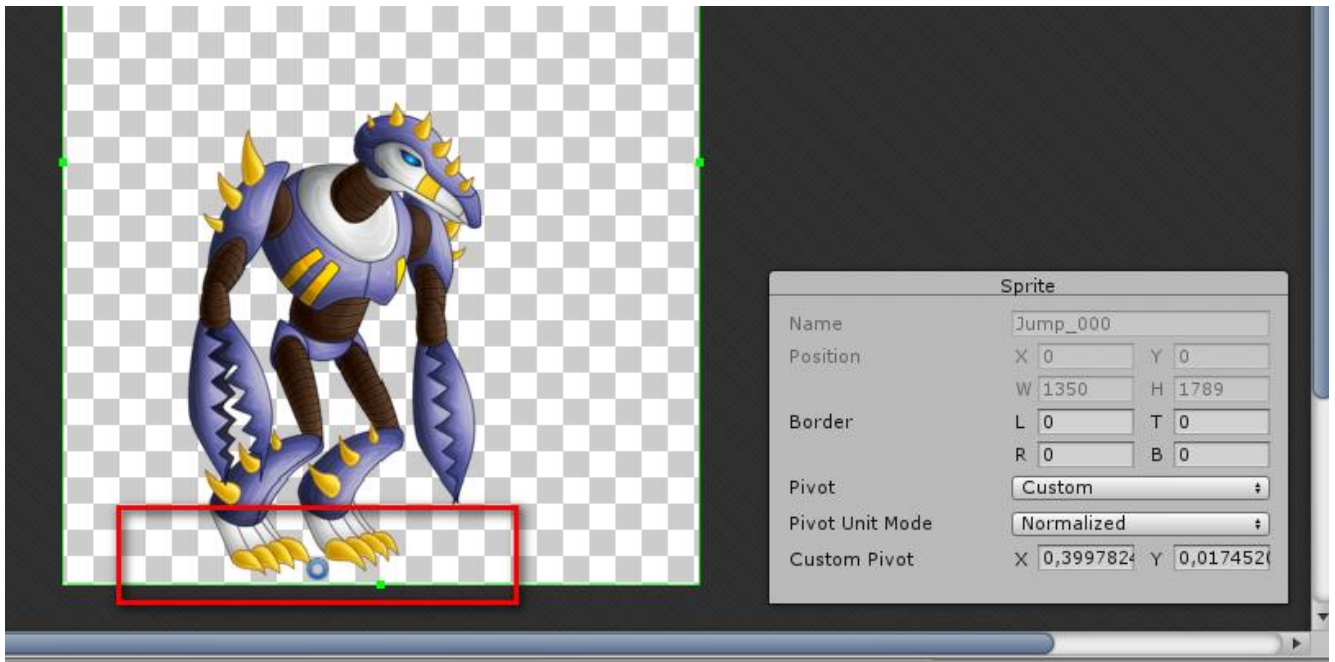 Sprite
Name Jump_000
Position X 0 Y 0
W 1350 H 1789
Border L 0 T 0
R 0 B 0
Pivot Custom
Pivot Unit Mode Normalized
Custom Pivot X 0,3997824 Y 0,017452